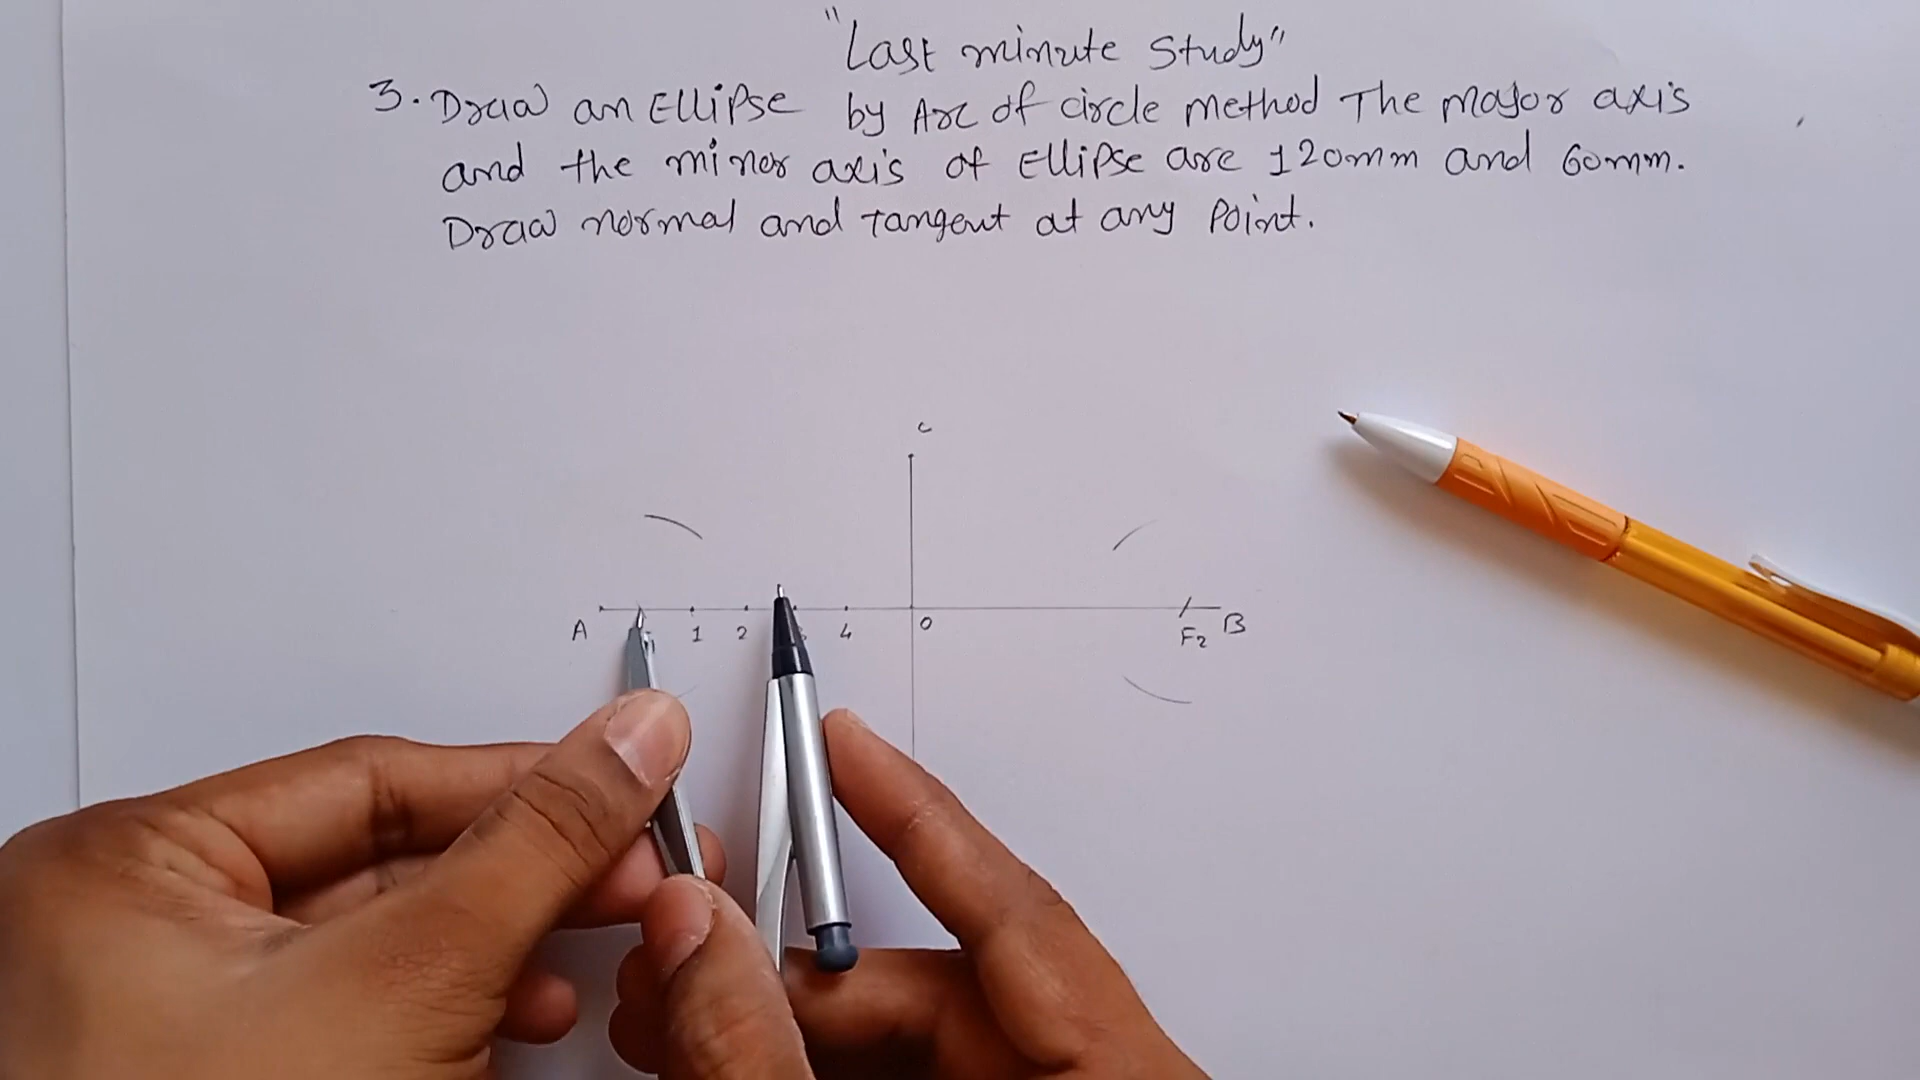 "Last minute Study"
3. Draw an Ellipse by Arc of circle method The major axis
and the minor axis of Ellipse are 120mm and 60mm.
Draw normal and Tangent at any Point.
C
A 1 2 4 O F2 B